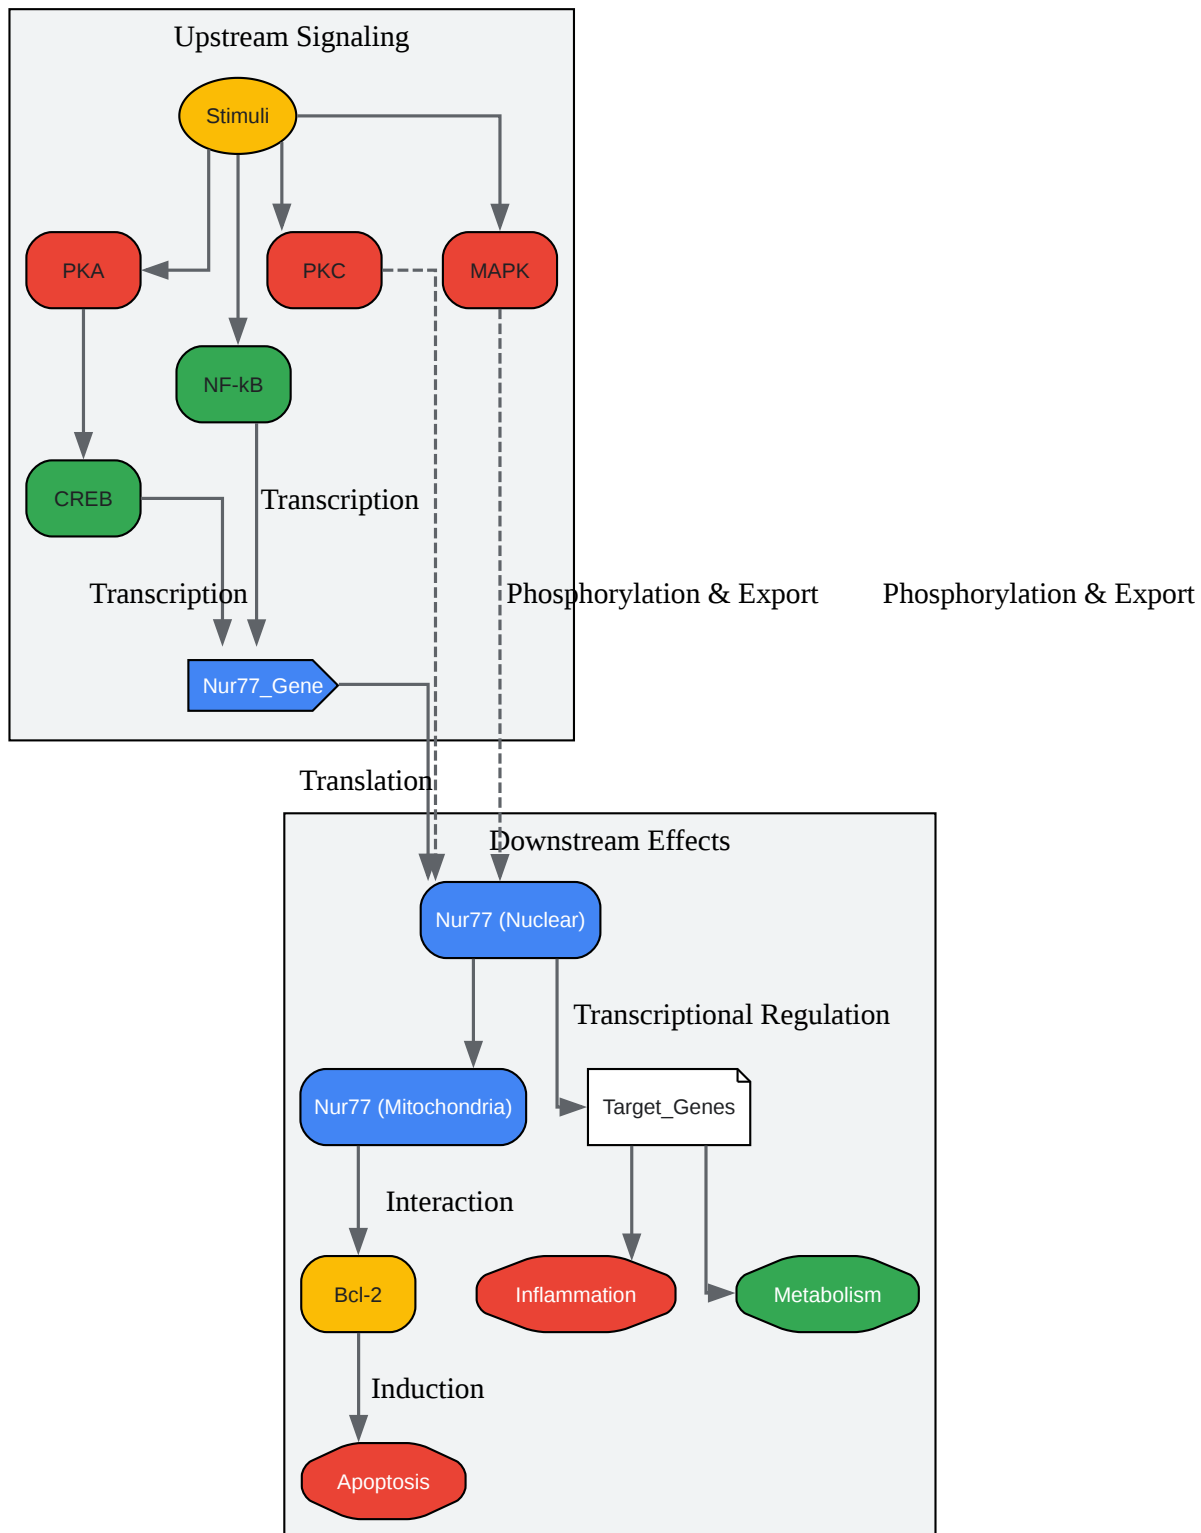 Upstream Signaling
Stimuli
PKA
PKC
MAPK
NF-kB
CREB
Transcription
Transcription
Phosphorylation & Export
Phosphorylation & Export
Nur77_Gene
Translation
Downstream Effects
Nur77 (Nuclear)
Transcriptional Regulation
Nur77 (Mitochondria)
Target_Genes
Interaction
Bcl-2
Inflammation
Metabolism
Induction
Apoptosis